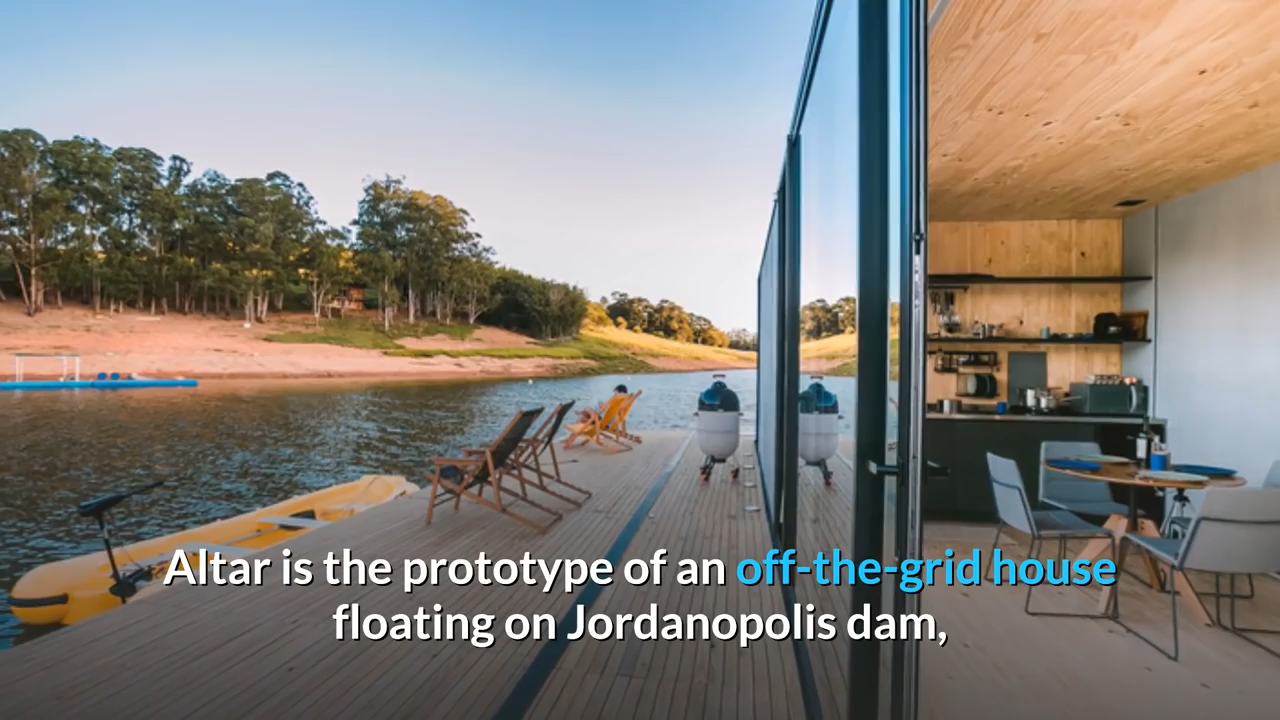 Altar is the prototype of an off-the-grid house
floating on Jordanopolis dam,